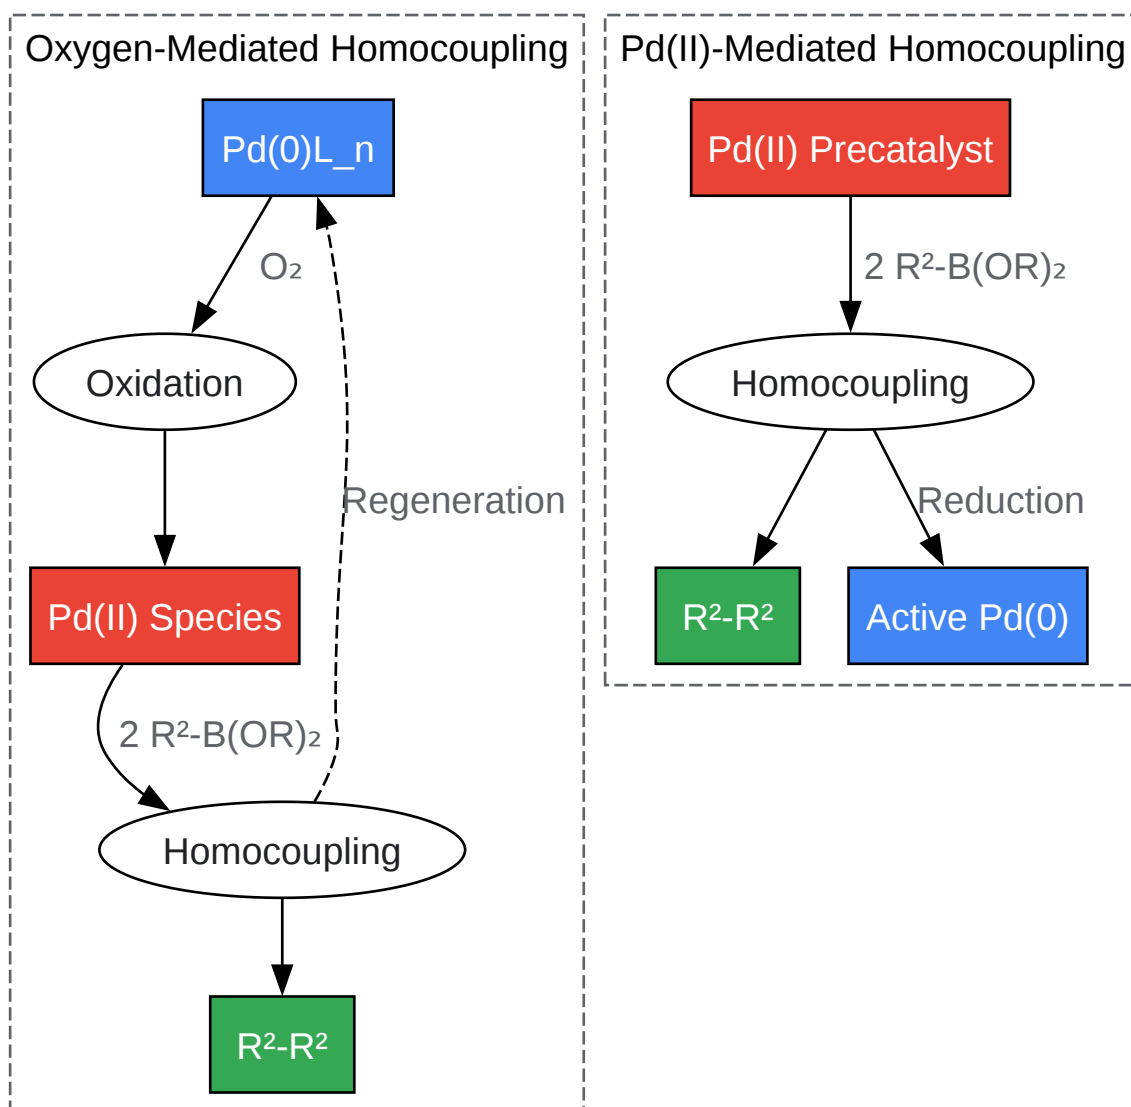 Oxygen-Mediated Homocoupling
Pd(0)L_n
O₂
Oxidation
Regeneration
Pd(II) Species
2 R²-B(OR)₂
Homocoupling
R²-R²
Pd(II)-Mediated Homocoupling
Pd(II) Precatalyst
2 R²-B(OR)₂
Homocoupling
Reduction
R²-R²
Active Pd(0)